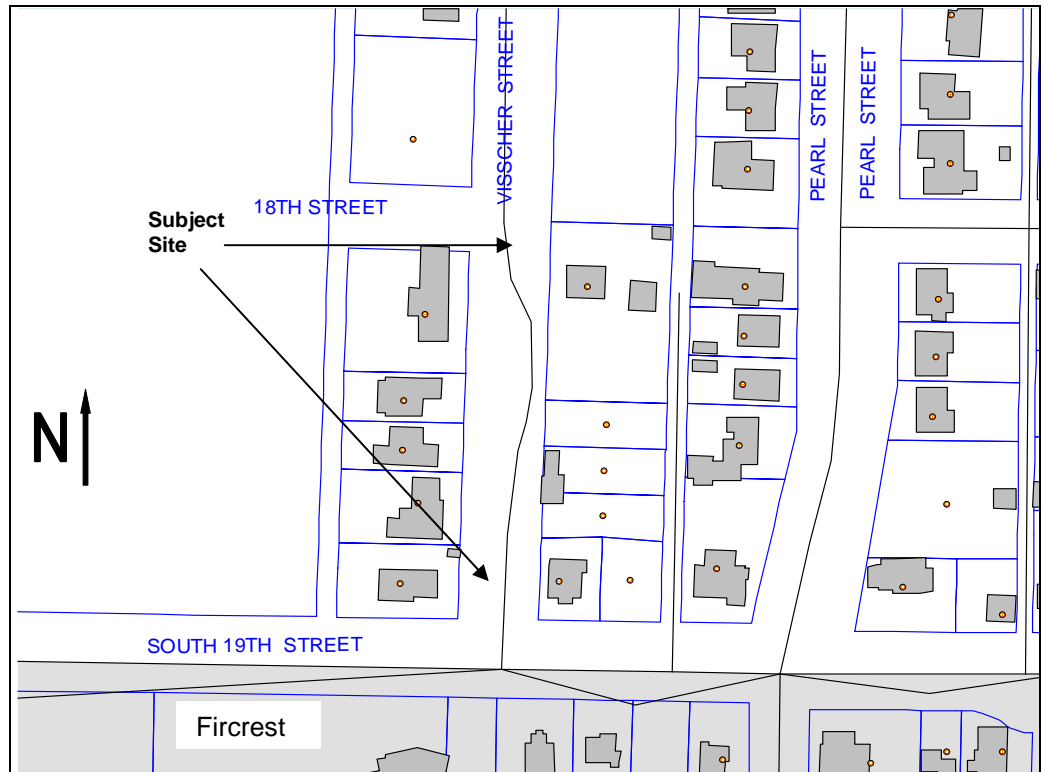 VISSCHER STREET
PEARL STREET
PEARL STREET
18TH STREET
Subject
Site
N
SOUTH 19TH STREET
Fircrest